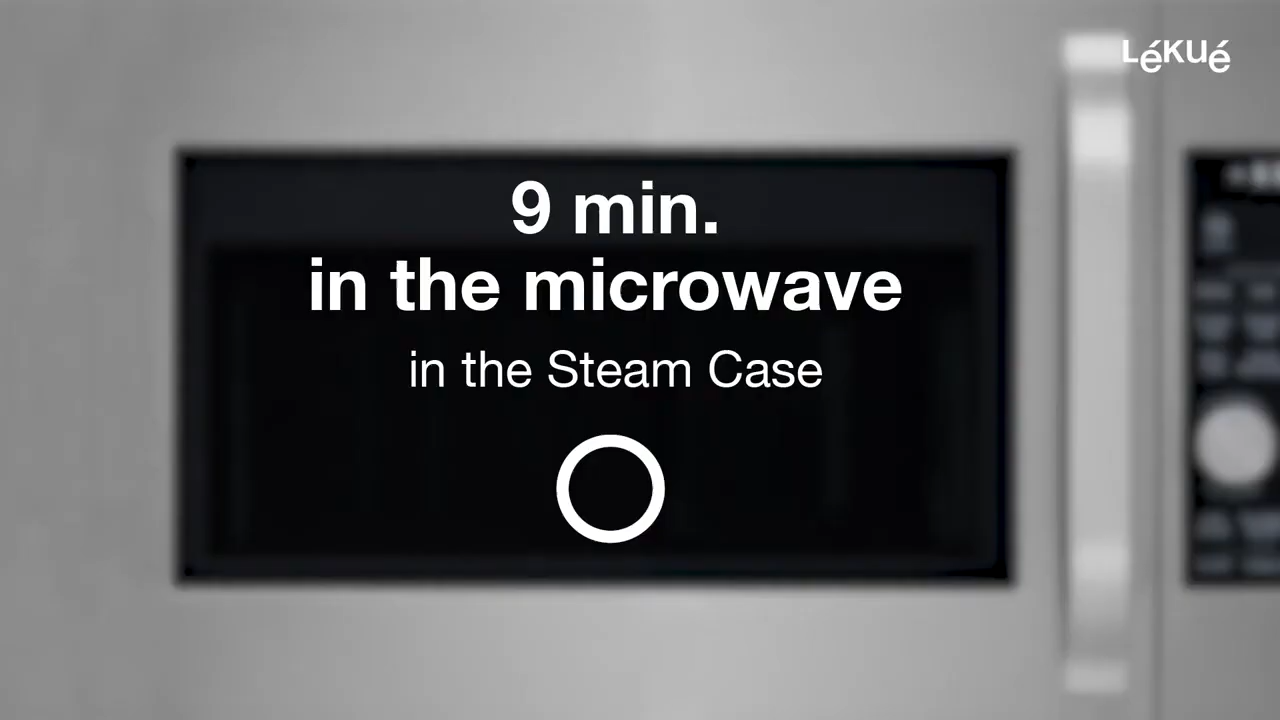 Lékué
9 min.
in the microwave
in the Steam Case